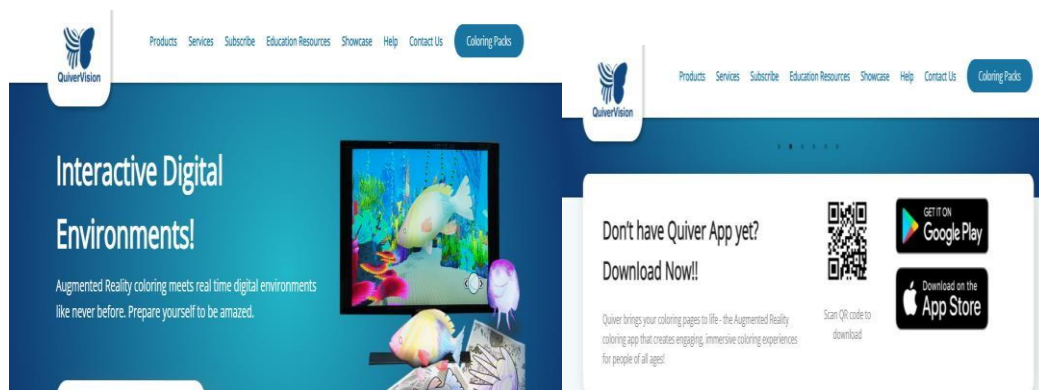 QuiverVision
Products Services Subscribe Education Resources Showcase Help Contact Us Coloring Packs
Interactive Digital
Environments!
Augmented Reality coloring meets real time digital environments
like never before. Prepare yourself to be amazed.
QuiverVision
Products Services Subscribe Education Resources Showcase Help Contact Us Coloring Packs
Don't have Quiver App yet?
Download Now!!
Quiver brings your coloring pages to life - the Augmented Reality
coloring app that creates engaging, immersive coloring experiences
for people of all ages!
Scan QR code to
download
GET IT ON
Google Play
Download on the
App Store